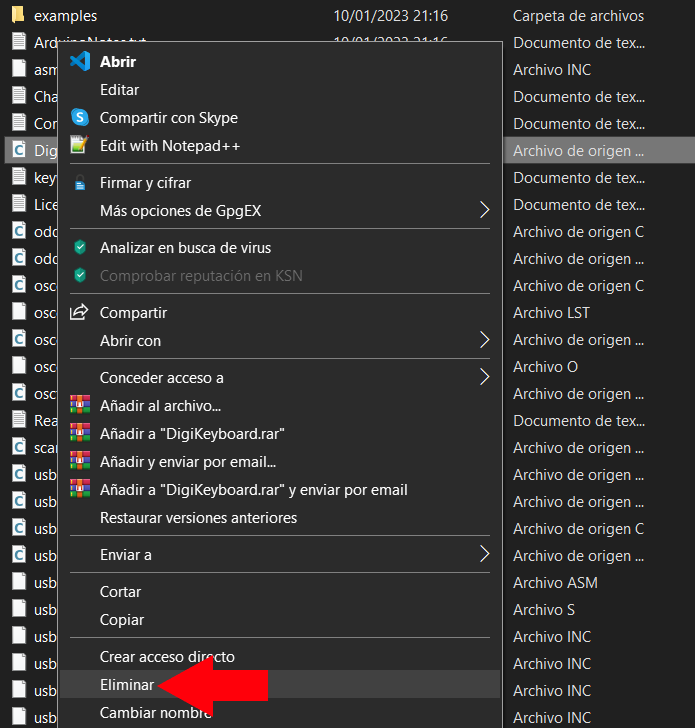 examples 10/01/2023 21:16 Carpeta de archivos
ArduinoNotes.txt 10/01/2023 21:16 Documento de tex...
asm Archivo INC
Cha Documento de tex...
Con Documento de tex...
Dig Archivo de origen ...
key Documento de tex...
Lice Documento de tex...
odd Archivo de origen C
odd Archivo de origen ...
osc Archivo de origen C
osc Archivo LST
osc Archivo de origen ...
osc Archivo O
osc Archivo de origen ...
Rea Documento de tex...
scan Archivo de origen ...
usb Archivo de origen ...
usb Archivo de origen ...
usb Archivo de origen C
usb Archivo de origen ...
usb Archivo ASM
usb Archivo S
usb Archivo INC
usb Archivo INC
usb Archivo INC
usb Archivo INC
Abrir
Editar
Compartir con Skype
Edit with Notepad++
Firmar y cifrar
Más opciones de GpgEX
Analizar en busca de virus
Comprobar reputación en KSN
Compartir
Abrir con
Conceder acceso a
Añadir al archivo...
Añadir a "DigiKeyboard.rar"
Añadir y enviar por email...
Añadir a "DigiKeyboard.rar" y enviar por email
Restaurar versiones anteriores
Enviar a
Cortar
Copiar
Crear acceso directo
Eliminar
Cambiar nombre